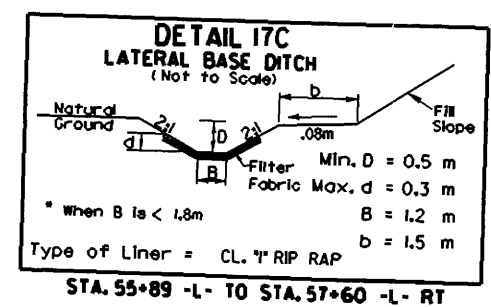 DETAIL 17C
LATERAL BASE DITCH
(Not to Scale)
b
Natural
Ground
2:1
D
2:1
.08m
Fill
Slope
d
B
Filter
Fabric
Min. D = 0.5 m
Max. d = 0.3 m
B = 1.2 m
b = 1.5 m
* When B is < 1.8m
Type of Liner = CL. "I" RIP RAP
STA. 55+89 -L- TO STA. 57+60 -L- RT